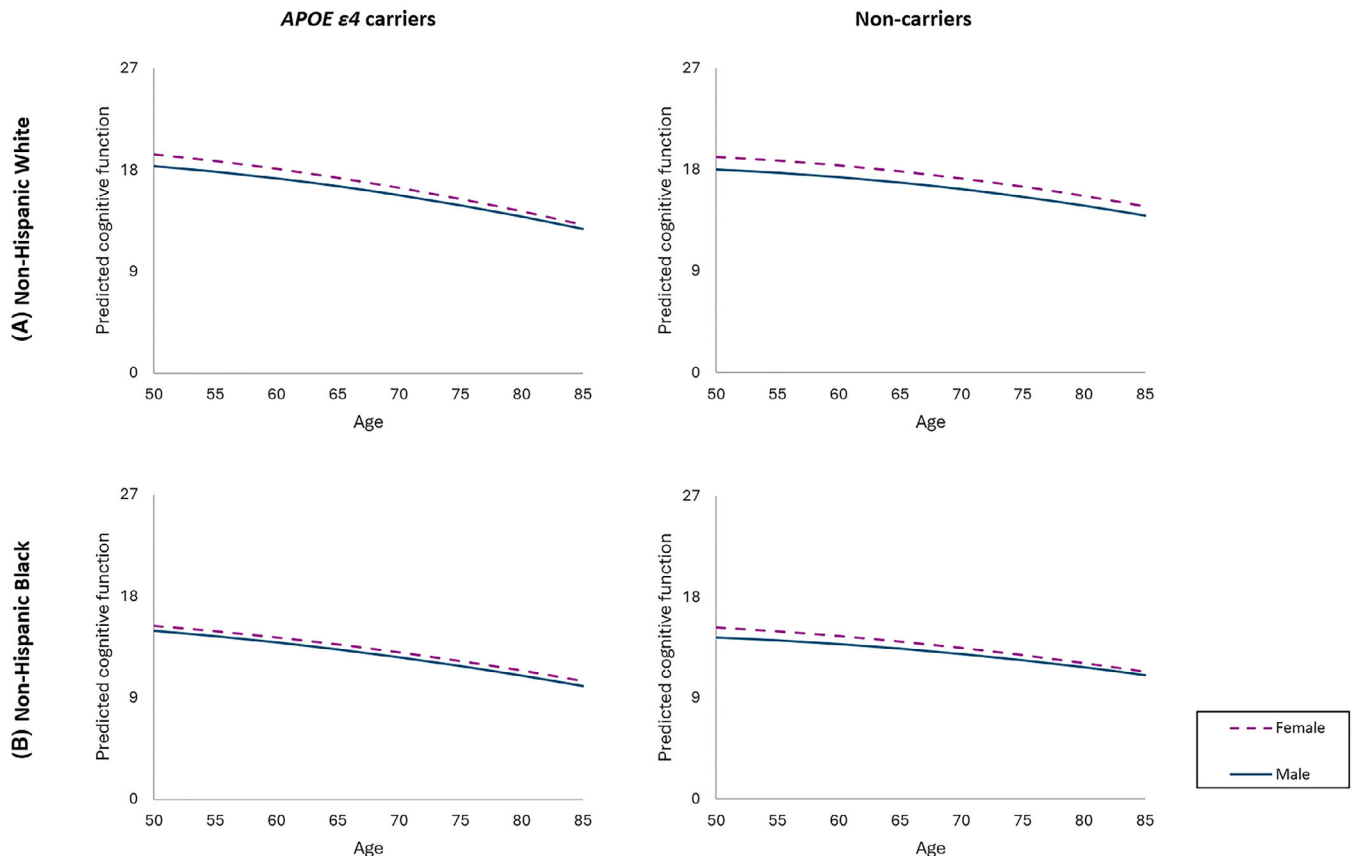 APOE ε4 carriers
Non-carriers
(A) Non-Hispanic White
Predicted cognitive function
27
18
9
0
50 55 60 65 70 75 80 85
Age
Predicted cognitive function
27
18
9
0
50 55 60 65 70 75 80 85
Age
(B) Non-Hispanic Black
Predicted cognitive function
27
18
9
0
50 55 60 65 70 75 80 85
Age
Predicted cognitive function
27
18
9
0
50 55 60 65 70 75 80 85
Age
Female
Male